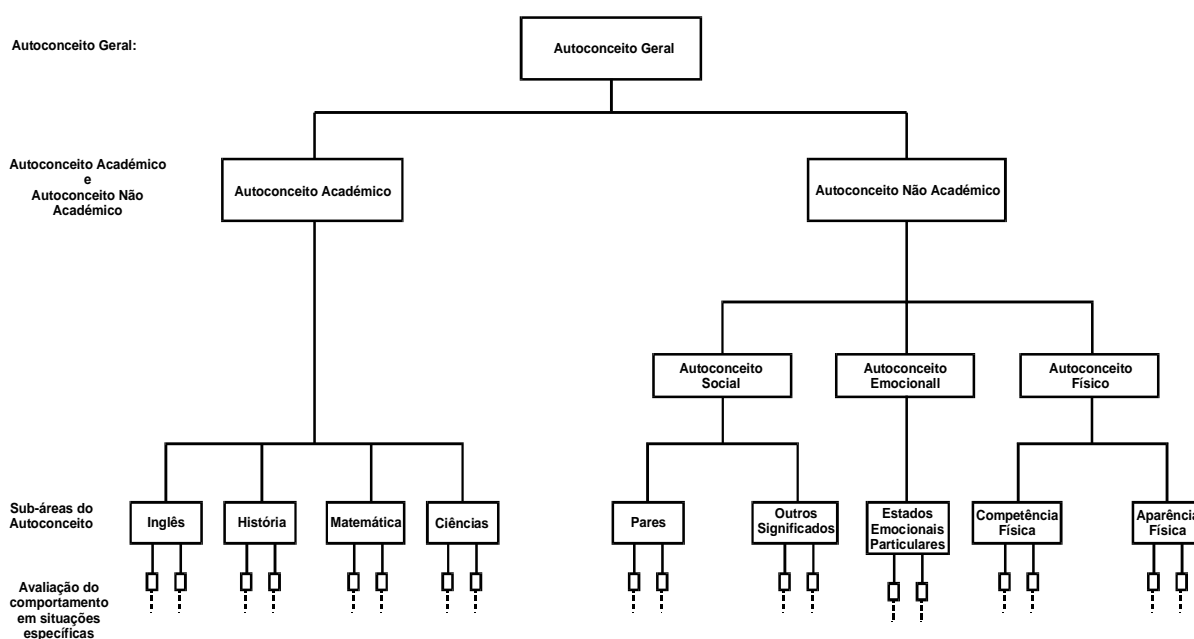 Autoconceito Geral:
Autoconceito Geral
Autoconceito Académico
e
Autoconceito Não
Académico
Autoconceito Académico
Autoconceito Não Académico
Autoconceito
Social
Autoconceito
Emocionall
Autoconceito
Físico
Sub-áreas do
Autoconceito
Inglês
História
Matemática
Ciências
Pares
Outros
Significados
Estados
Emocionais
Particulares
Competência
Física
Aparência
Física
Avaliação do
comportamento
em situações
específicas